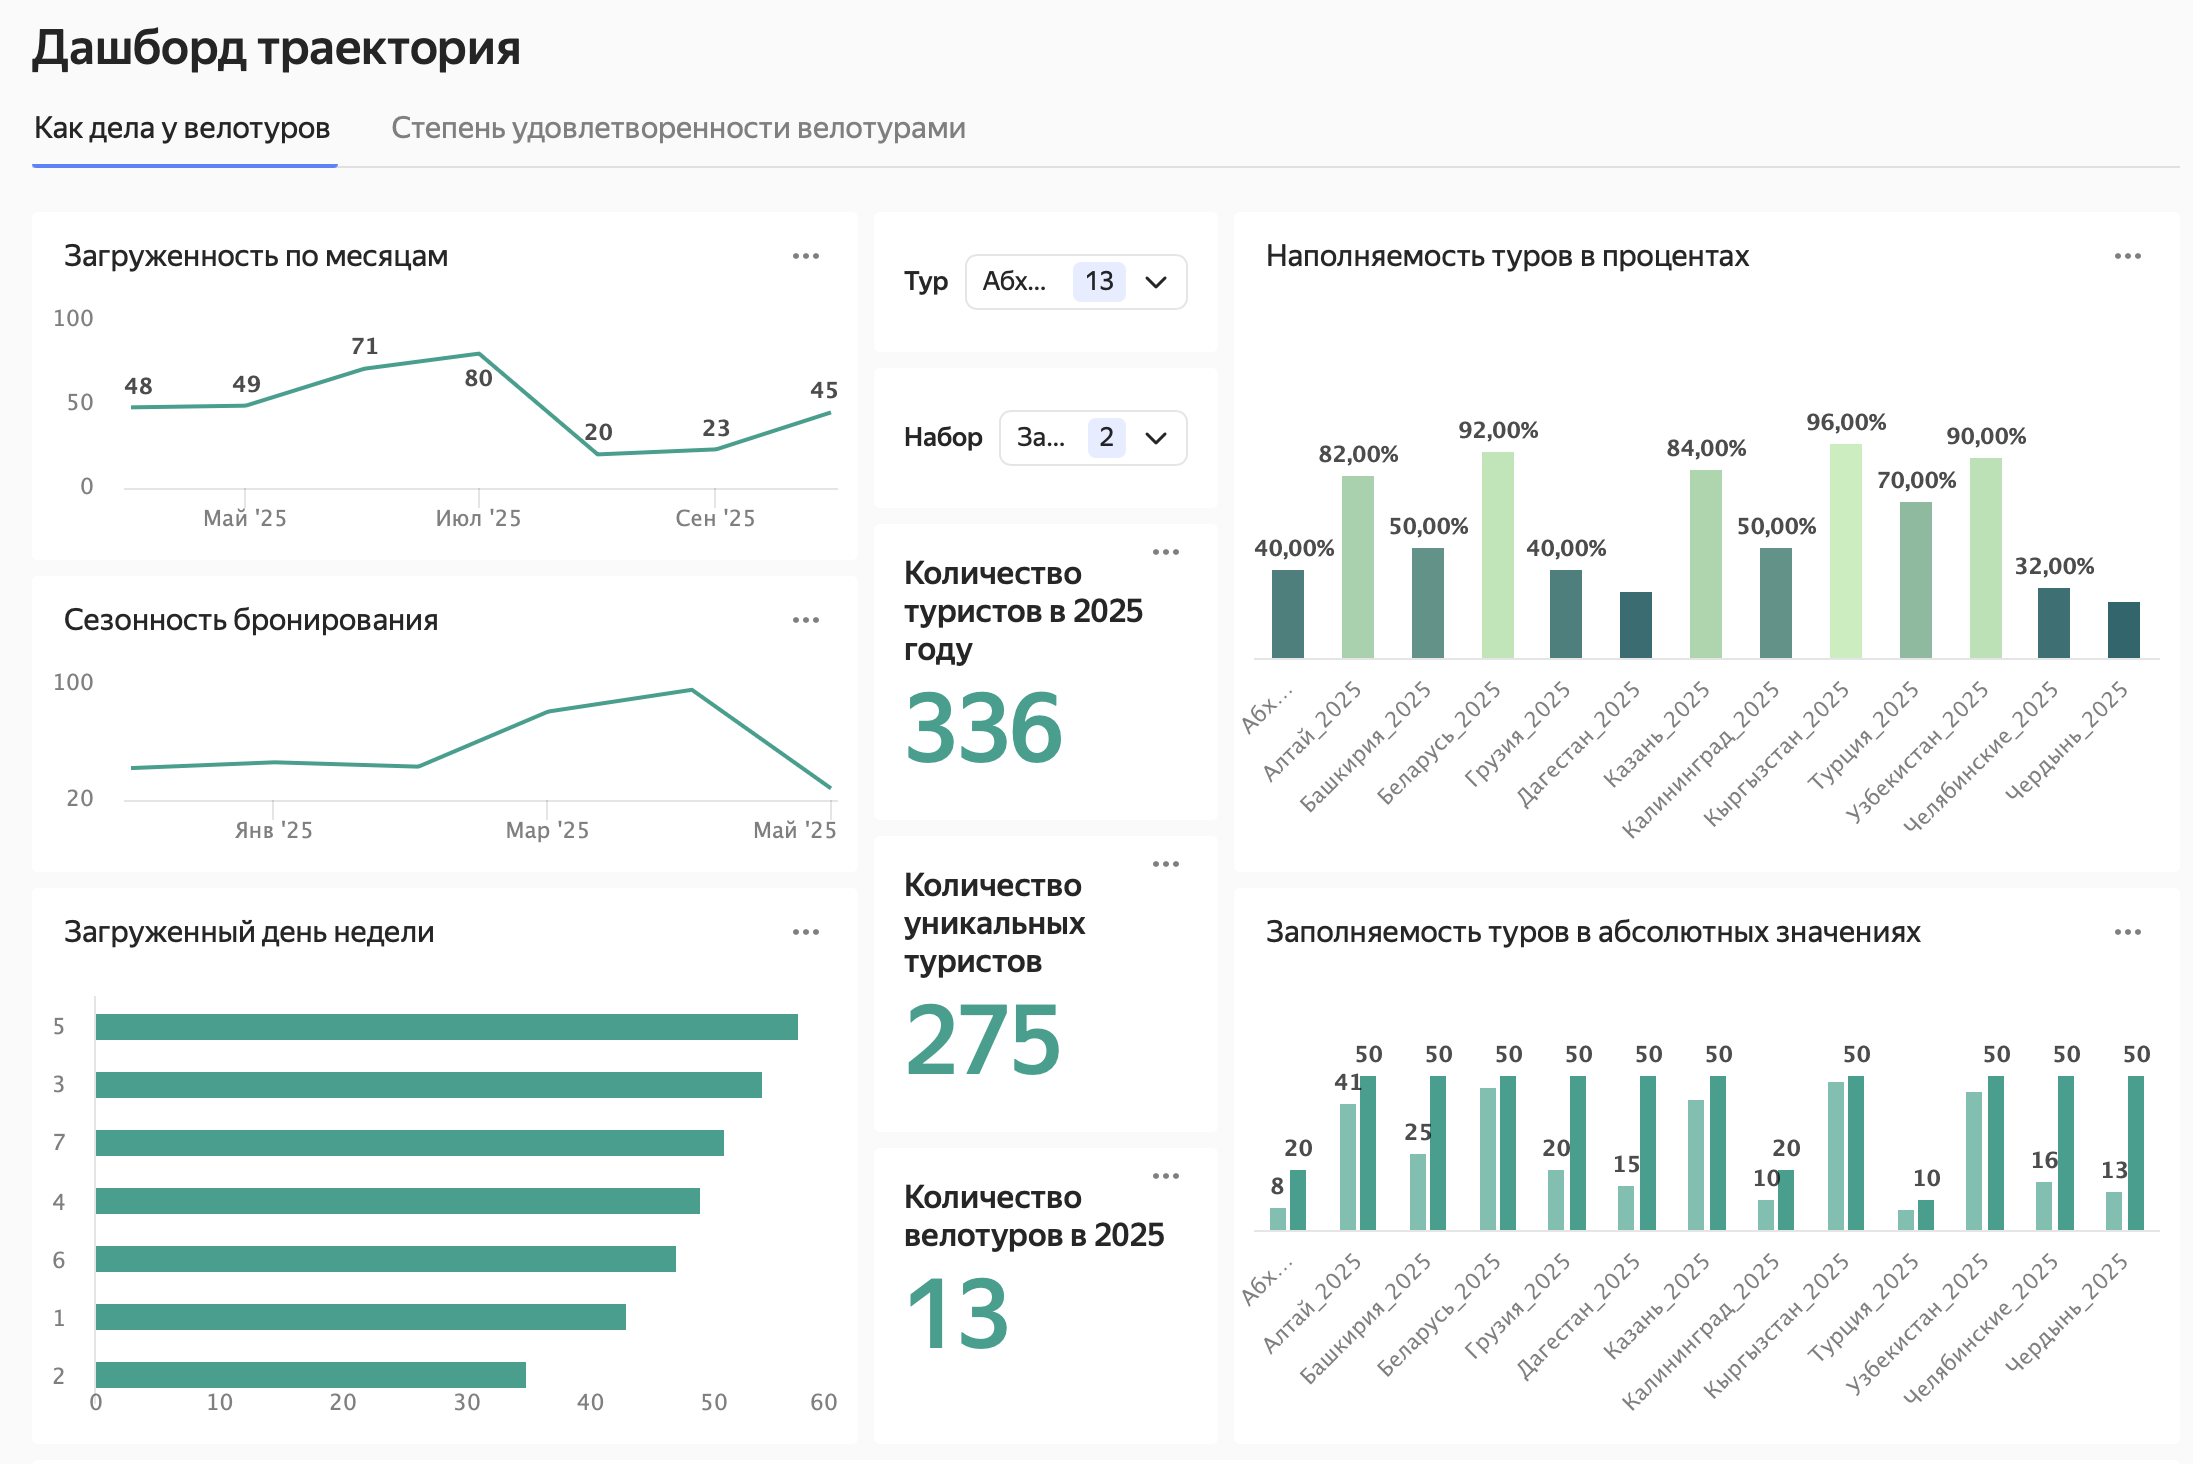 Дашборд траектория
Как дела у велотуров
Степень удовлетворенности велотурами
Загруженность по месяцам
100
50
0
48
49
71
80
20
23
45
Май '25
Июл '25
Сен '25
Сезонность бронирования
100
20
Янв '25
Мар '25
Май '25
Загруженный день недели
5
3
7
4
6
1
2
0
10
20
30
40
50
60
Тур
Абх...
13
Набор
За...
2
Количество
туристов в 2025
году
336
Количество
уникальных
туристов
275
Количество
велотуров в 2025
13
Наполняемость туров в процентах
40,00%
82,00%
50,00%
92,00%
40,00%
84,00%
50,00%
96,00%
70,00%
90,00%
32,00%
Абх...
Алтай_2025
Башкирия_2025
Беларусь_2025
Грузия_2025
Дагестан_2025
Казань_2025
Калининград_2025
Кыргызстан_2025
Турция_2025
Узбекистан_2025
Челябинские_2025
Чердынь_2025
Заполняемость туров в абсолютных значениях
8
20
41
50
25
50
50
20
50
15
50
50
10
20
50
10
50
16
50
13
50
Абх...
Алтай_2025
Башкирия_2025
Беларусь_2025
Грузия_2025
Дагестан_2025
Казань_2025
Калининград_2025
Кыргызстан_2025
Турция_2025
Узбекистан_2025
Челябинские_2025
Чердынь_2025